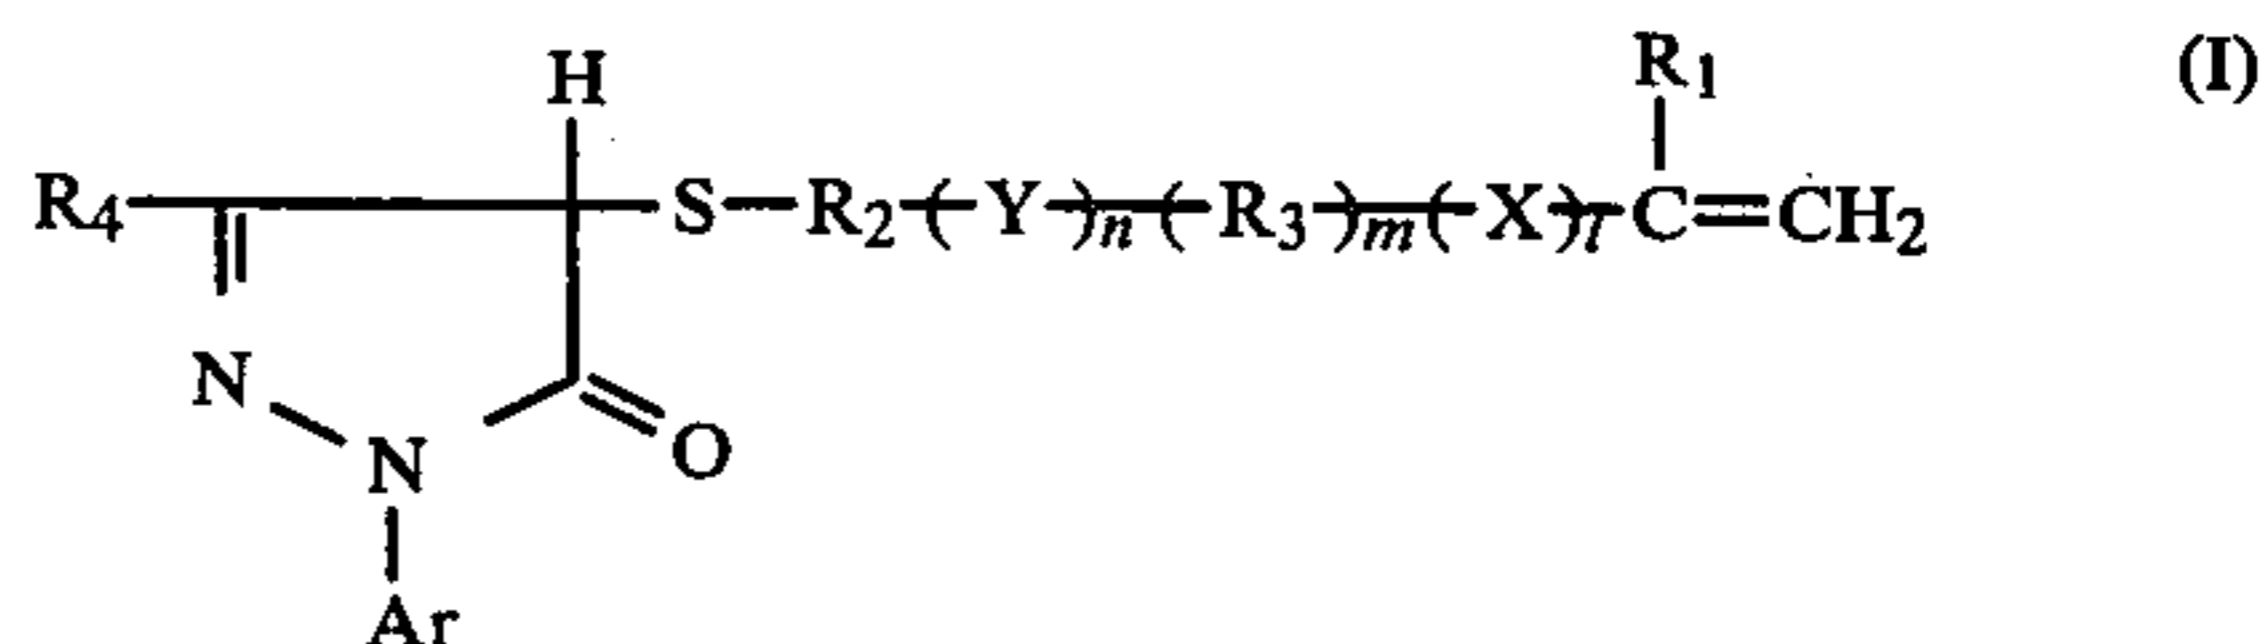 H R1 (I)
R4 S—R2—(Y)n—(R3)m—(X)l—C=CH2
N
N O
Ar